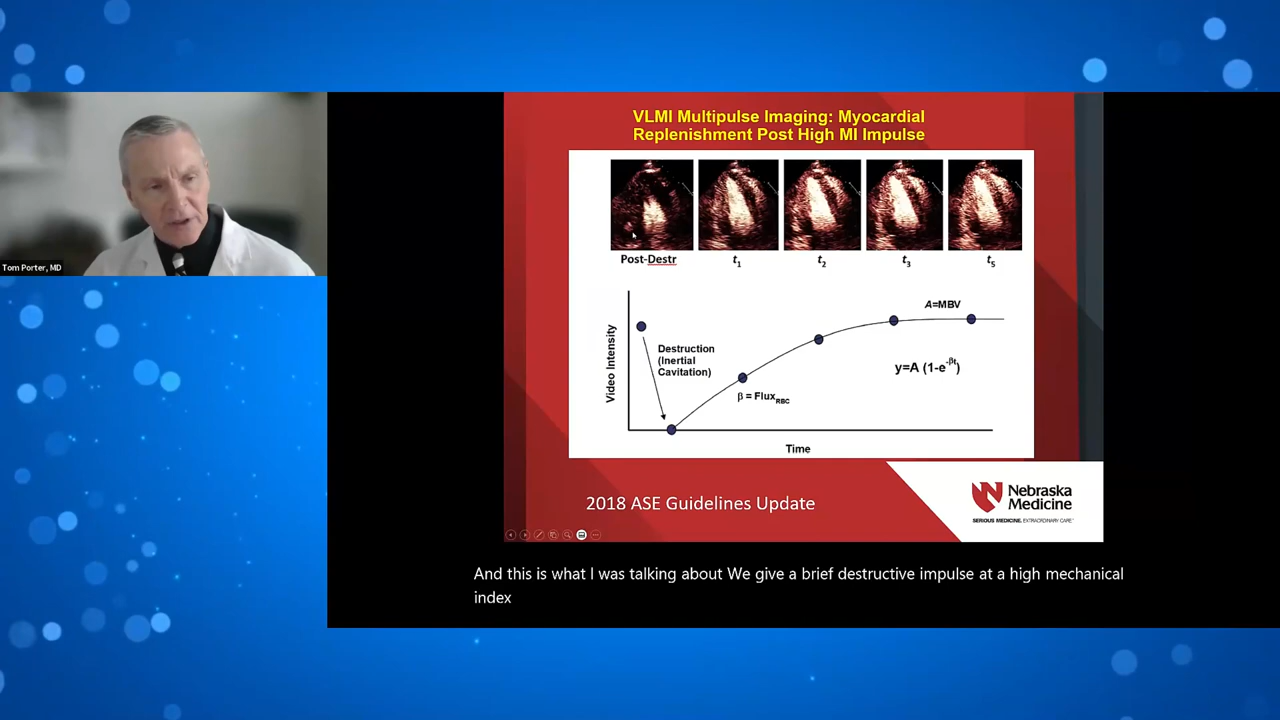 VLMI Multipulse Imaging: Myocardial
Replenishment Post High MI Impulse
Post-Destr
t1
t2
t3
t5
Video Intensity
Destruction
(Inertial
Cavitation)
β = FluxRBC
A=MBV
y=A (1-e-βt)
Time
2018 ASE Guidelines Update
Nebraska
Medicine
SERIOUS MEDICINE. EXTRAORDINARY CARE.™
Tom Porter, MD
And this is what I was talking about We give a brief destructive impulse at a high mechanical
index